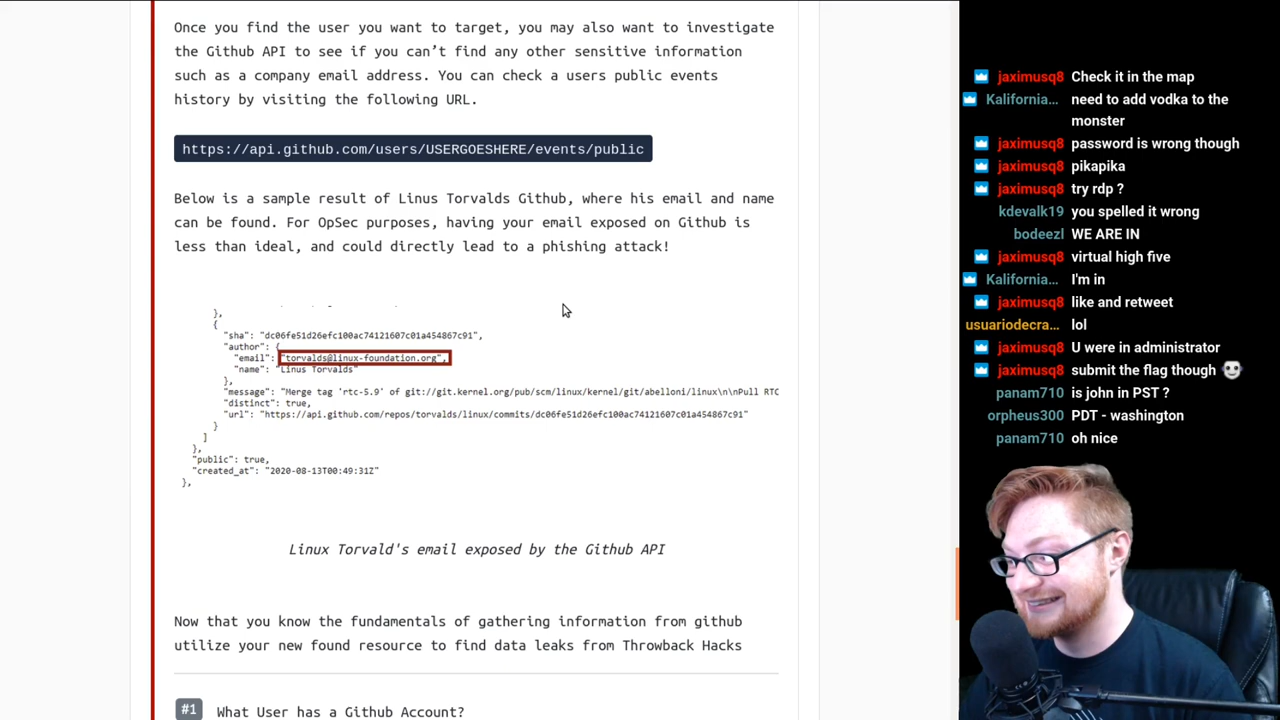 Once you find the user you want to target, you may also want to investigate
the Github API to see if you can't find any other sensitive information
such as a company email address. You can check a users public events
history by visiting the following URL.
https://api.github.com/users/USERGOESHERE/events/public
Below is a sample result of Linus Torvalds Github, where his email and name
can be found. For OpSec purposes, having your email exposed on Github is
less than ideal, and could directly lead to a phishing attack!
},
{
"sha": "dc06fe51d26efc100ac74121607c01a454867c91",
"author": {
"email": "torvalds@linux-foundation.org",
"name": "Linus Torvalds"
},
"message": "Merge tag 'rtc-5.9' of git://git.kernel.org/pub/scm/linux/kernel/git/abelloni/linux\n\nPull RTC
"distinct": true,
"url": "https://api.github.com/repos/torvalds/linux/commits/dc06fe51d26efc100ac74121607c01a454867c91"
}
]
},
"public": true,
"created_at": "2020-08-13T00:49:31Z"
},
Linux Torvald's email exposed by the Github API
Now that you know the fundamentals of gathering information from github
utilize your new found resource to find data leaks from Throwback Hacks
#1 What User has a Github Account?
jaximusq8 Check it in the map
Kalifornia… need to add vodka to the
monster
jaximusq8 password is wrong though
jaximusq8 pikapika
jaximusq8 try rdp ?
kdevalk19 you spelled it wrong
bodeezl WE ARE IN
jaximusq8 virtual high five
Kalifornia… I'm in
jaximusq8 like and retweet
usuariodecra… lol
jaximusq8 U were in administrator
jaximusq8 submit the flag though
panam710 is john in PST ?
orpheus300 PDT - washington
panam710 oh nice